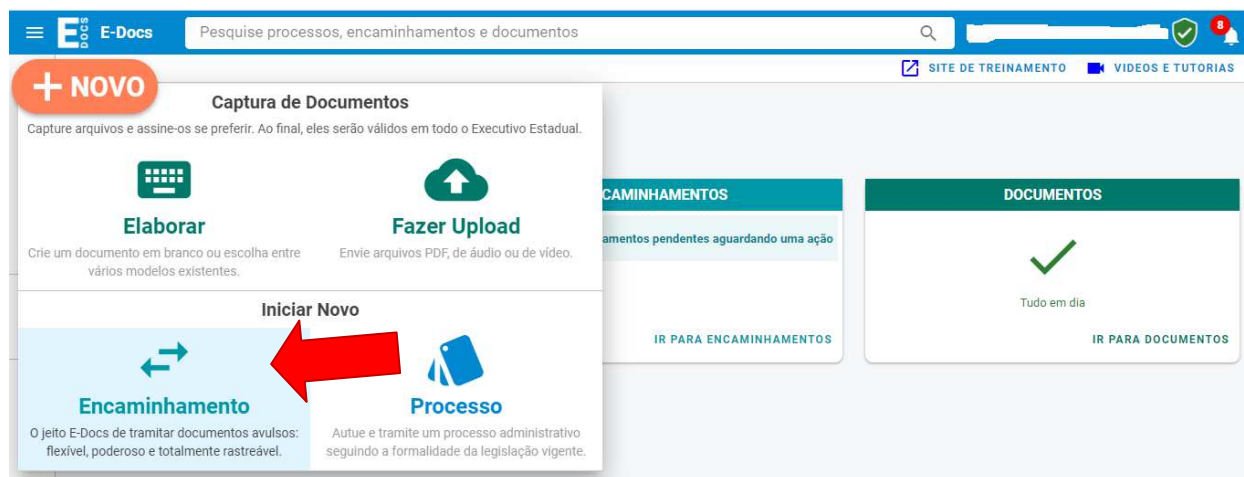 E DOCS E-Docs
Pesquise processos, encaminhamentos e documentos
8
SITE DE TREINAMENTO
VIDEOS E TUTORIAS
+ NOVO
Captura de Documentos
Capture arquivos e assine-os se preferir. Ao final, eles serão válidos em todo o Executivo Estadual.
Elaborar
Crie um documento em branco ou escolha entre
vários modelos existentes.
Fazer Upload
Envie arquivos PDF, de áudio ou de vídeo.
Iniciar Novo
Encaminhamento
O jeito E-Docs de tramitar documentos avulsos:
flexível, poderoso e totalmente rastreável.
Processo
Autue e tramite um processo administrativo
seguindo a formalidade da legislação vigente.
CAMINHAMENTOS
amentos pendentes aguardando uma ação
IR PARA ENCAMINHAMENTOS
DOCUMENTOS
Tudo em dia
IR PARA DOCUMENTOS